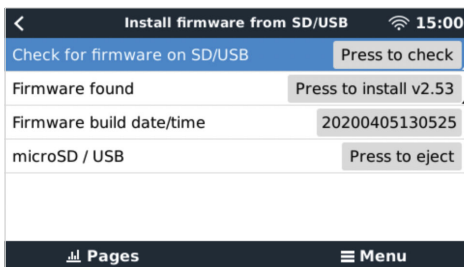 Install firmware from SD/USB 15:00
Check for firmware on SD/USB Press to check
Firmware found Press to install v2.53
Firmware build date/time 20200405130525
microSD / USB Press to eject
Pages Menu